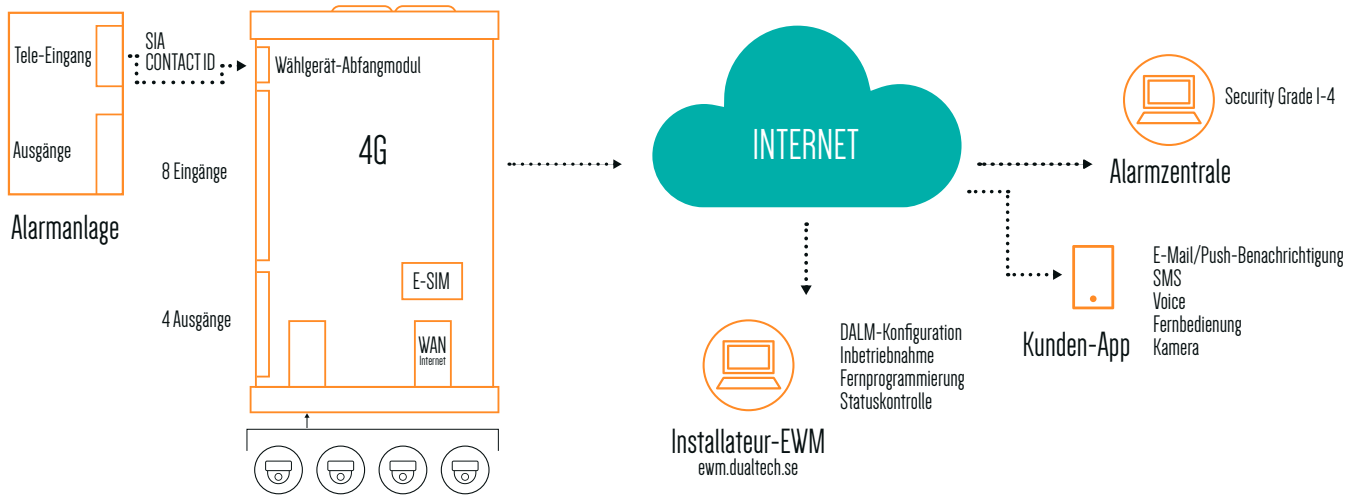 Tele-Eingang
SIA
CONTACT ID
Ausgänge
Alarmanlage
Wählgerät-Abfangmodul
4G
8 Eingänge
4 Ausgänge
E-SIM
WAN
Internet
INTERNET
Security Grade 1-4
Alarmzentrale
E-Mail/Push-Benachrichtigung
SMS
Voice
Fernbedienung
Kamera
Kunden-App
DALM-Konfiguration
Inbetriebnahme
Fernprogrammierung
Statuskontrolle
Installateur-EWM
ewm.dualtech.se